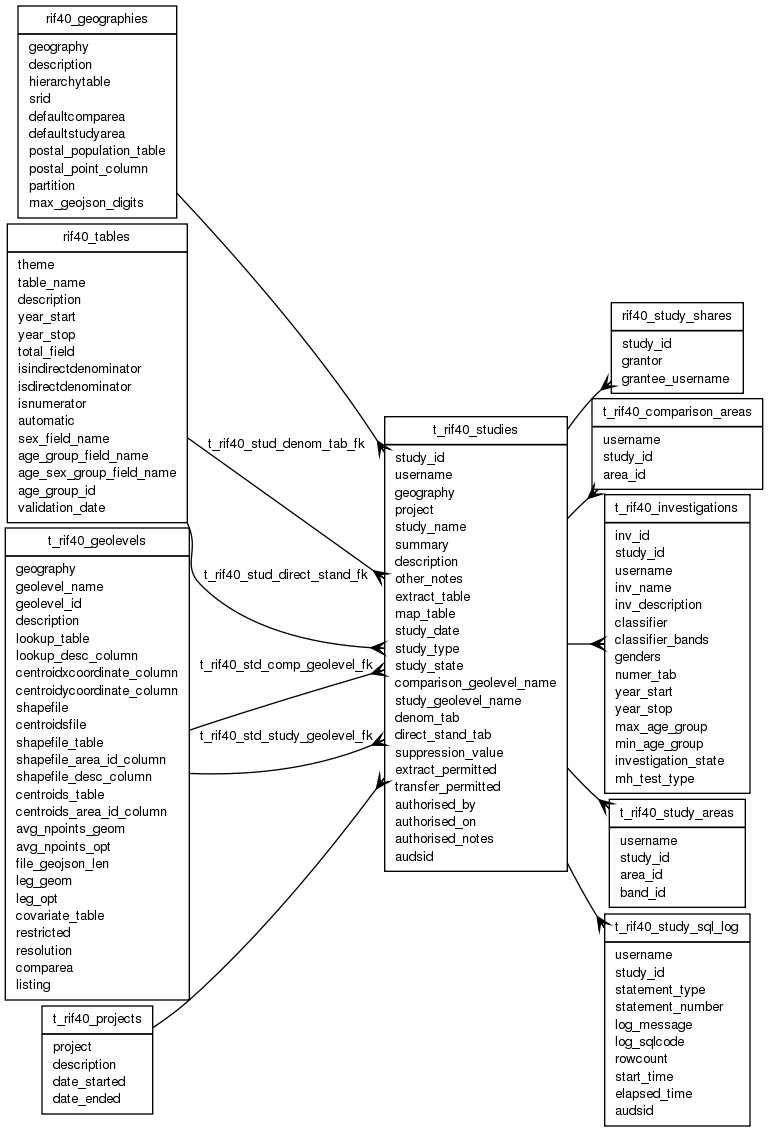 rif40_geographies
geography
description
hierarchytable
srid
defaultcomparea
defaultstudyarea
postal_population_table
postal_point_column
partition
max_geojson_digits
rif40_tables
theme
table_name
description
year_start
year_stop
total_field
isindirectdenominator
isdirectdenominator
isnumerator
automatic
sex_field_name
age_group_field_name
age_sex_group_field_name
age_group_id
validation_date
t_rif40_geolevels
geography
geolevel_name
geolevel_id
description
lookup_table
lookup_desc_column
centroidxcoordinate_column
centroidycoordinate_column
shapefile
centroidsfile
shapefile_table
shapefile_area_id_column
shapefile_desc_column
centroids_table
centroids_area_id_column
avg_npoints_geom
avg_npoints_opt
file_geojson_len
leg_geom
leg_opt
covariate_table
restricted
resolution
comparea
listing
t_rif40_projects
project
description
date_started
date_ended
t_rif40_stud_denom_tab_fk
t_rif40_stud_direct_stand_fk
t_rif40_std_comp_geolevel_fk
t_rif40_std_study_geolevel_fk
t_rif40_studies
study_id
username
geography
project
study_name
summary
description
other_notes
extract_table
map_table
study_date
study_type
study_state
comparison_geolevel_name
study_geolevel_name
denom_tab
direct_stand_tab
suppression_value
extract_permitted
transfer_permitted
authorised_by
authorised_on
authorised_notes
audsid
rif40_study_shares
study_id
grantor
grantee_username
t_rif40_comparison_areas
username
study_id
area_id
t_rif40_investigations
inv_id
study_id
username
inv_name
inv_description
classifier
classifier_bands
genders
numer_tab
year_start
year_stop
max_age_group
min_age_group
investigation_state
mh_test_type
t_rif40_study_areas
username
study_id
area_id
band_id
t_rif40_study_sql_log
username
study_id
statement_type
statement_number
log_message
log_sqlcode
rowcount
start_time
elapsed_time
audsid